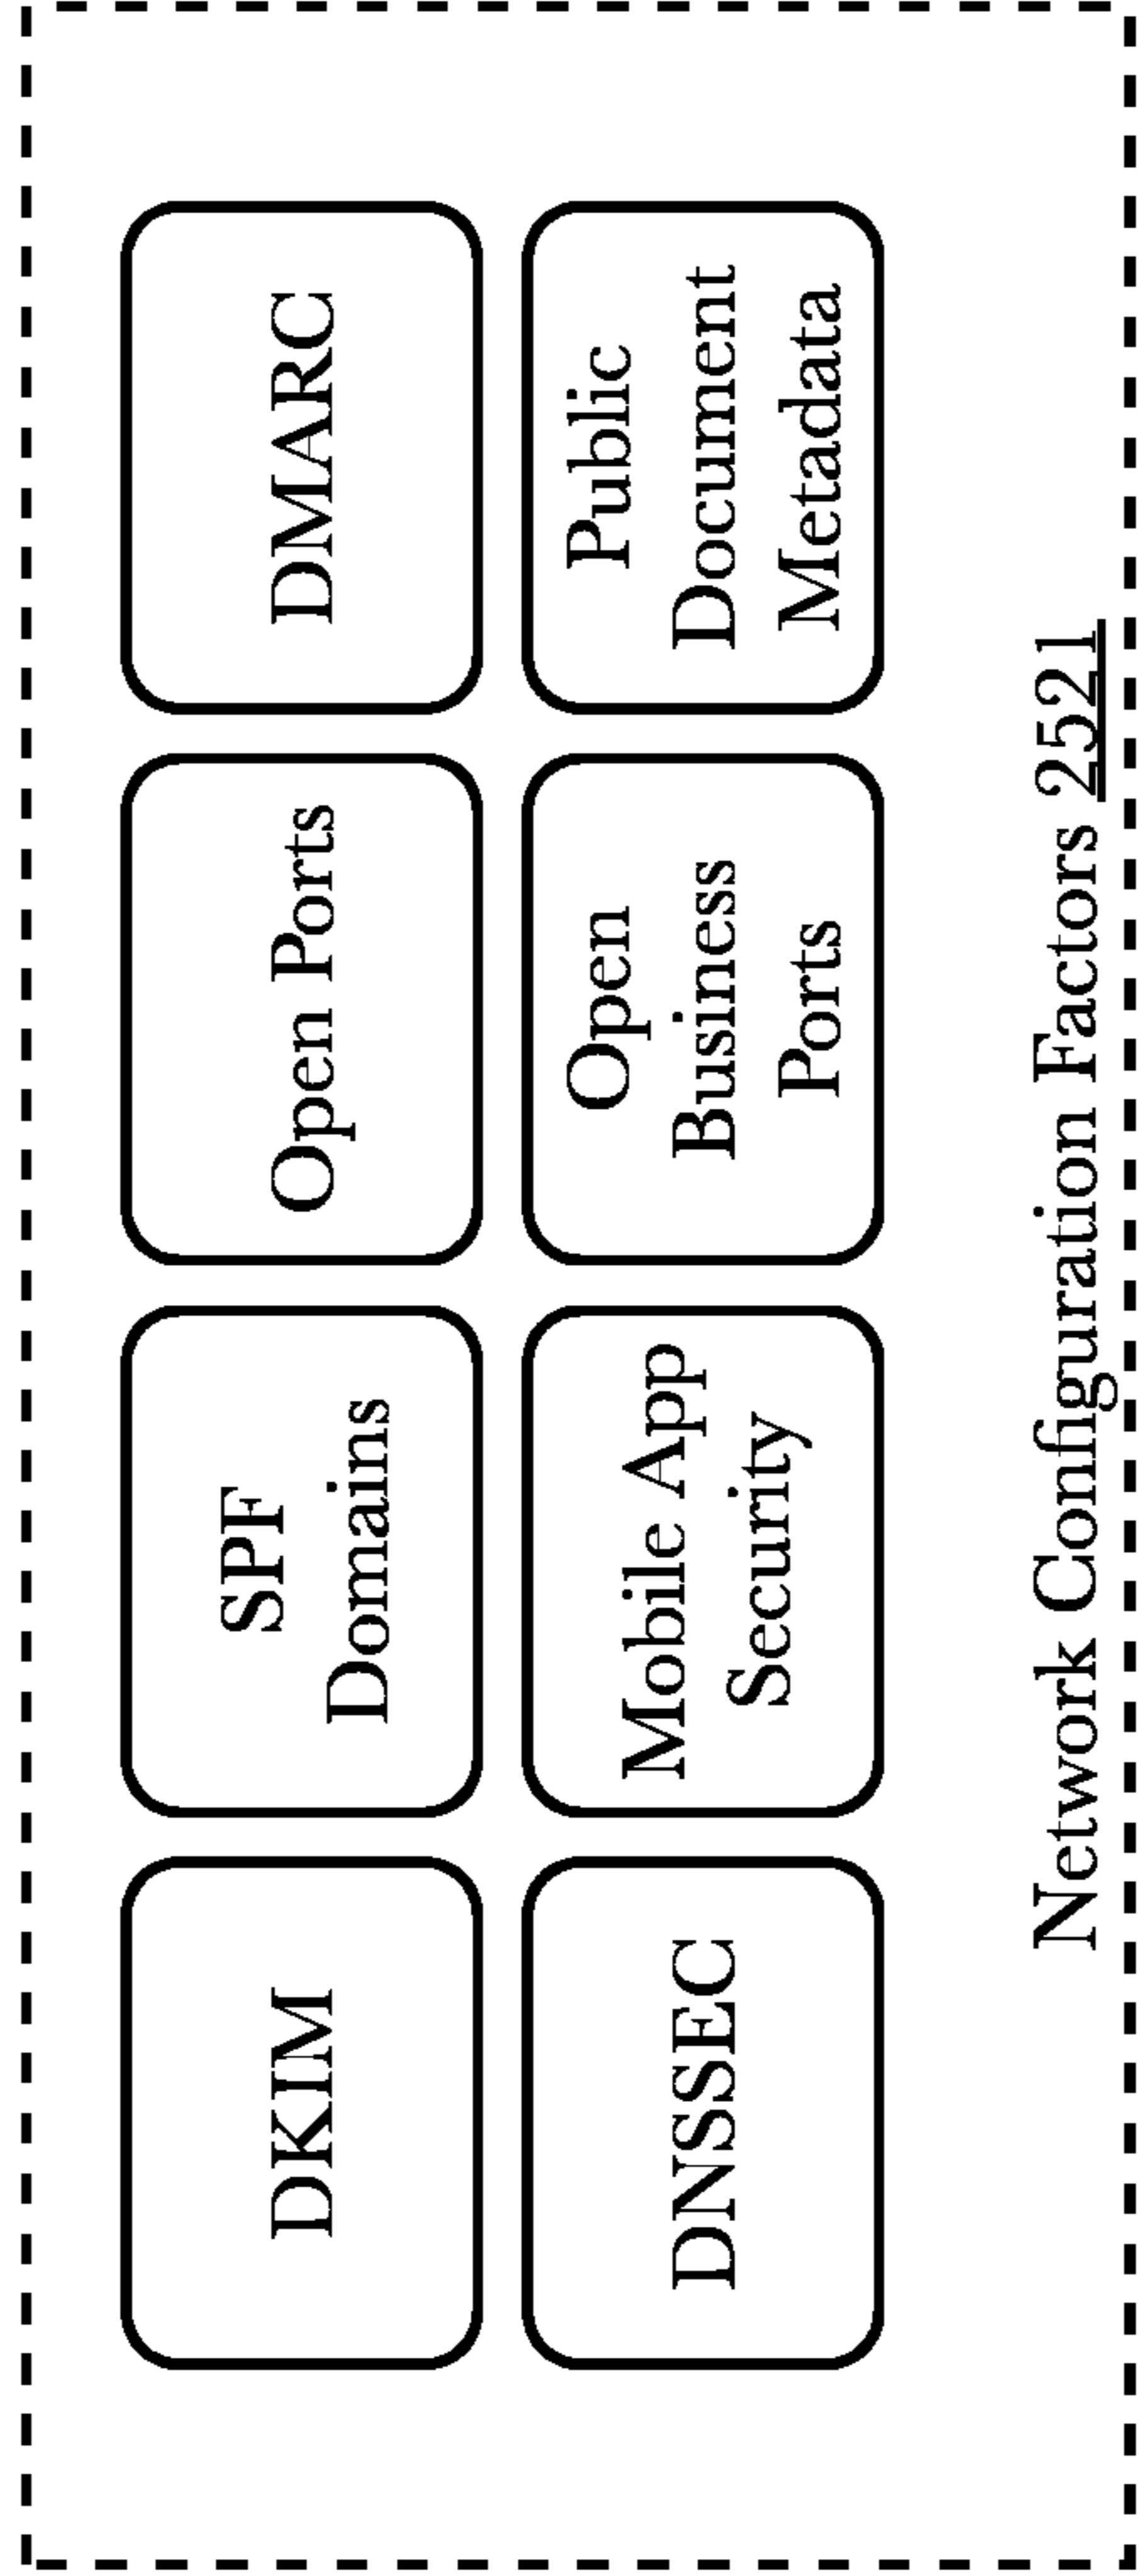 DKIM
SPF
Domains
Open Ports
DMARC
DNSSEC
Mobile App
Security
Open
Business
Ports
Public
Document
Metadata
Network Configuration Factors 2521